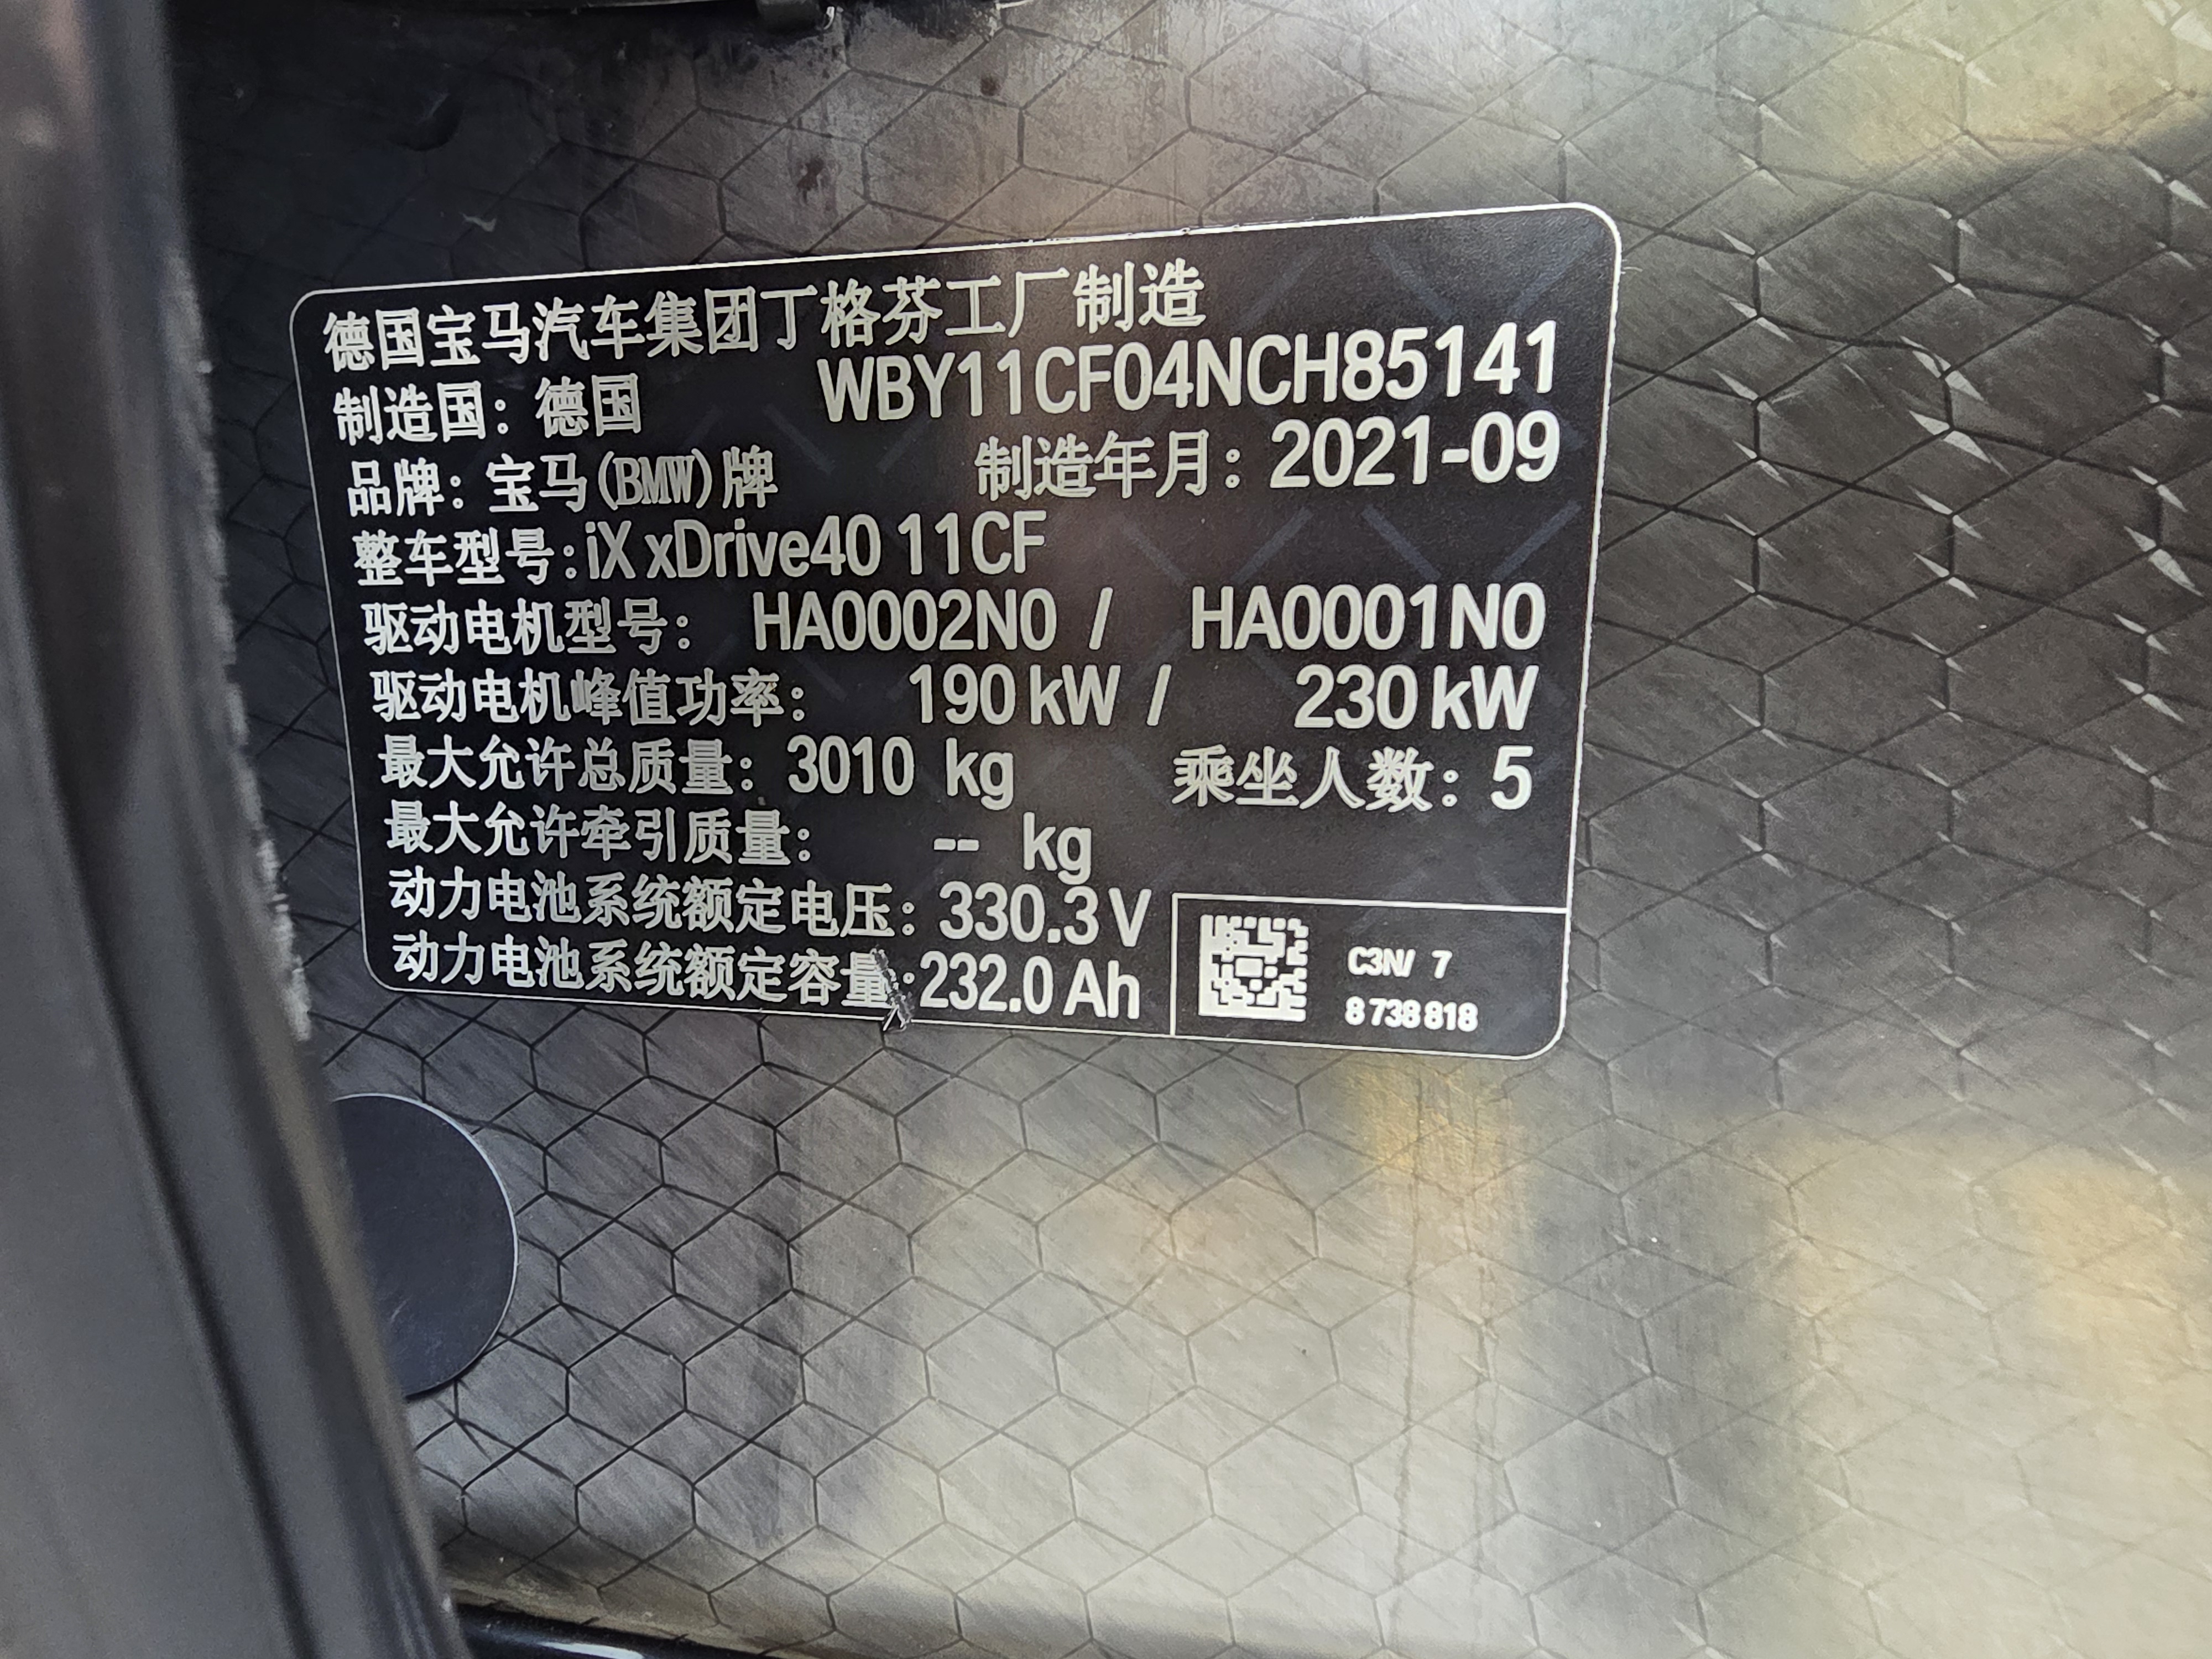 德国宝马汽车集团丁格芬工厂制造
制造国：德国 WBY11CF04NCH85141
品牌：宝马(BMW)牌 制造年月：2021-09
整车型号:iX xDrive40 11CF
驱动电机型号： HA0002N0 / HA0001N0
驱动电机峰值功率： 190 kW / 230 kW
最大允许总质量： 3010 kg 乘坐人数：5
最大允许牵引质量： -- kg
动力电池系统额定电压：330.3 V
动力电池系统额定容量:232.0 Ah
C3N/ 7
8 738 818